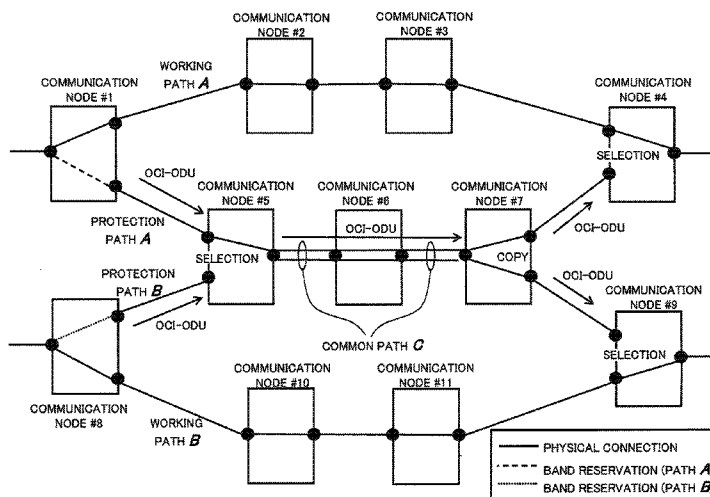 COMMUNICATION
NODE #2
COMMUNICATION
NODE #3
WORKING
PATH A
COMMUNICATION
NODE #1
COMMUNICATION
NODE #4
SELECTION
OCI-ODU
PROTECTION
PATH A
COMMUNICATION
NODE #5
COMMUNICATION
NODE #6
COMMUNICATION
NODE #7
OCI-ODU
OCI-ODU
SELECTION
COPY
PROTECTION
PATH B
OCI-ODU
OCI-ODU
COMMUNICATION
NODE #9
COMMON PATH C
SELECTION
COMMUNICATION
NODE #8
COMMUNICATION
NODE #10
COMMUNICATION
NODE #11
WORKING
PATH B
PHYSICAL CONNECTION
BAND RESERVATION (PATH A
BAND RESERVATION (PATH B